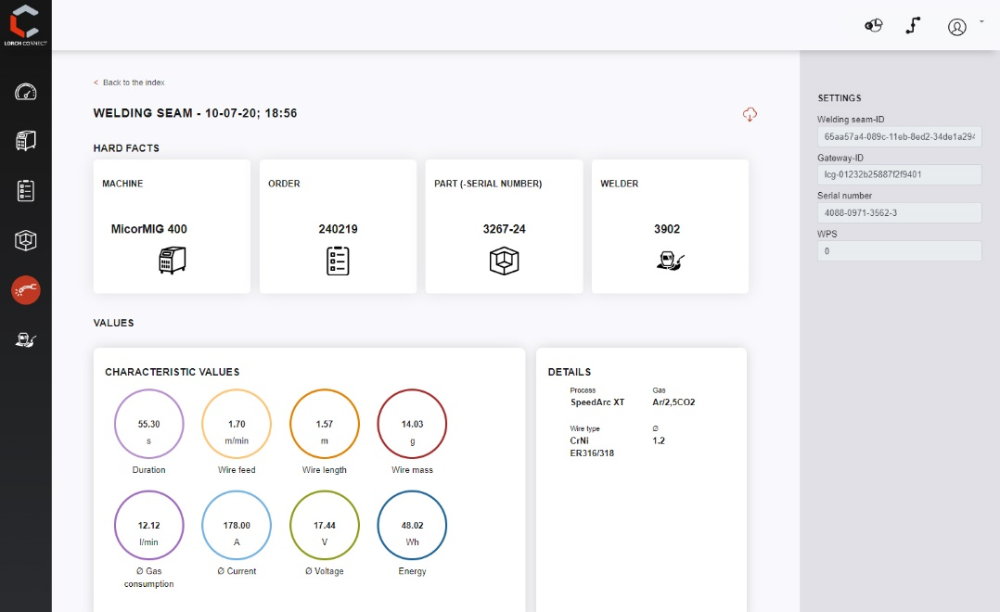 LORCH CONNECT
< Back to the index
WELDING SEAM - 10-07-20; 18:56
HARD FACTS
MACHINE
MicorMIG 400
ORDER
240219
PART (-SERIAL NUMBER)
3267-24
WELDER
3902
VALUES
CHARACTERISTIC VALUES
55.30
s
Duration
1.70
m/min
Wire feed
1.57
m
Wire length
14.03
g
Wire mass
12.12
l/min
Ø Gas
consumption
178.00
A
Ø Current
17.44
V
Ø Voltage
48.02
Wh
Energy
DETAILS
Process
SpeedArc XT
Gas
Ar/2,5CO2
Wire type
CrNi
ER316/318
Ø
1.2
SETTINGS
Welding seam-ID
65aa57a4-089c-11eb-8ed2-34de1a294
Gateway-ID
lcg-01232b25887f2f9401
Serial number
4088-0971-3562-3
WPS
0